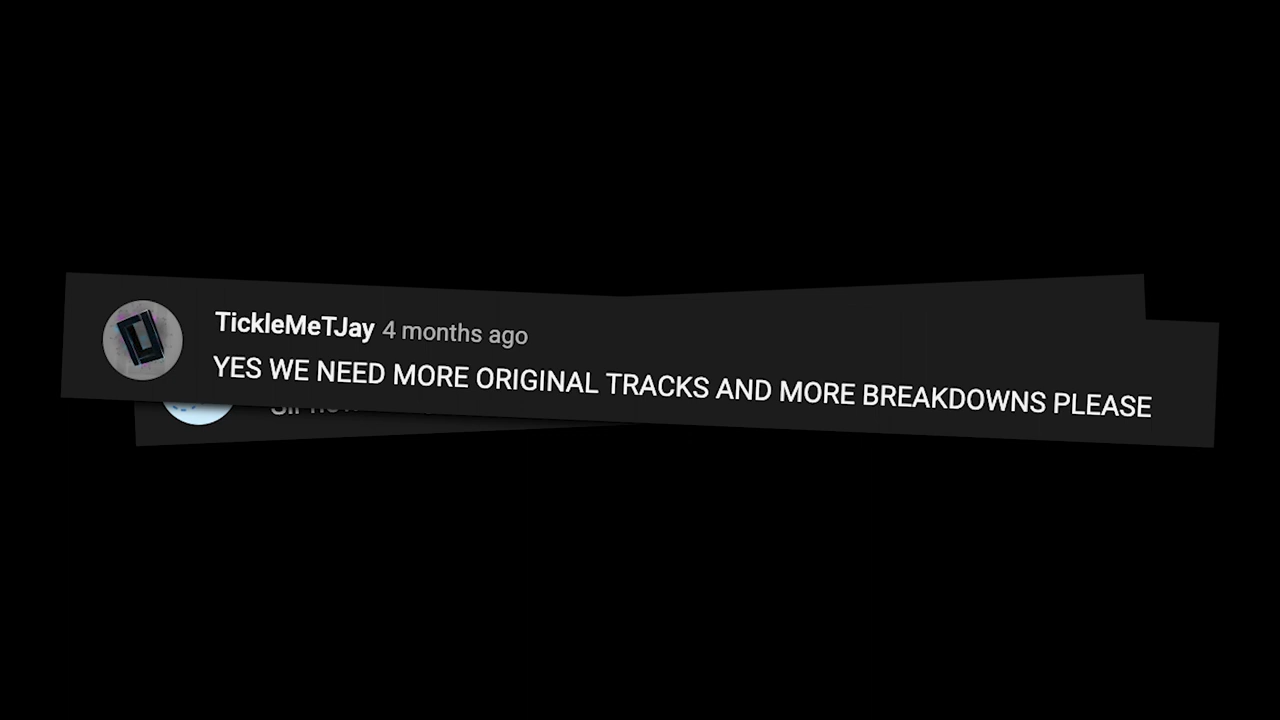 TickleMeTJay 4 months ago
YES WE NEED MORE ORIGINAL TRACKS AND MORE BREAKDOWNS PLEASE